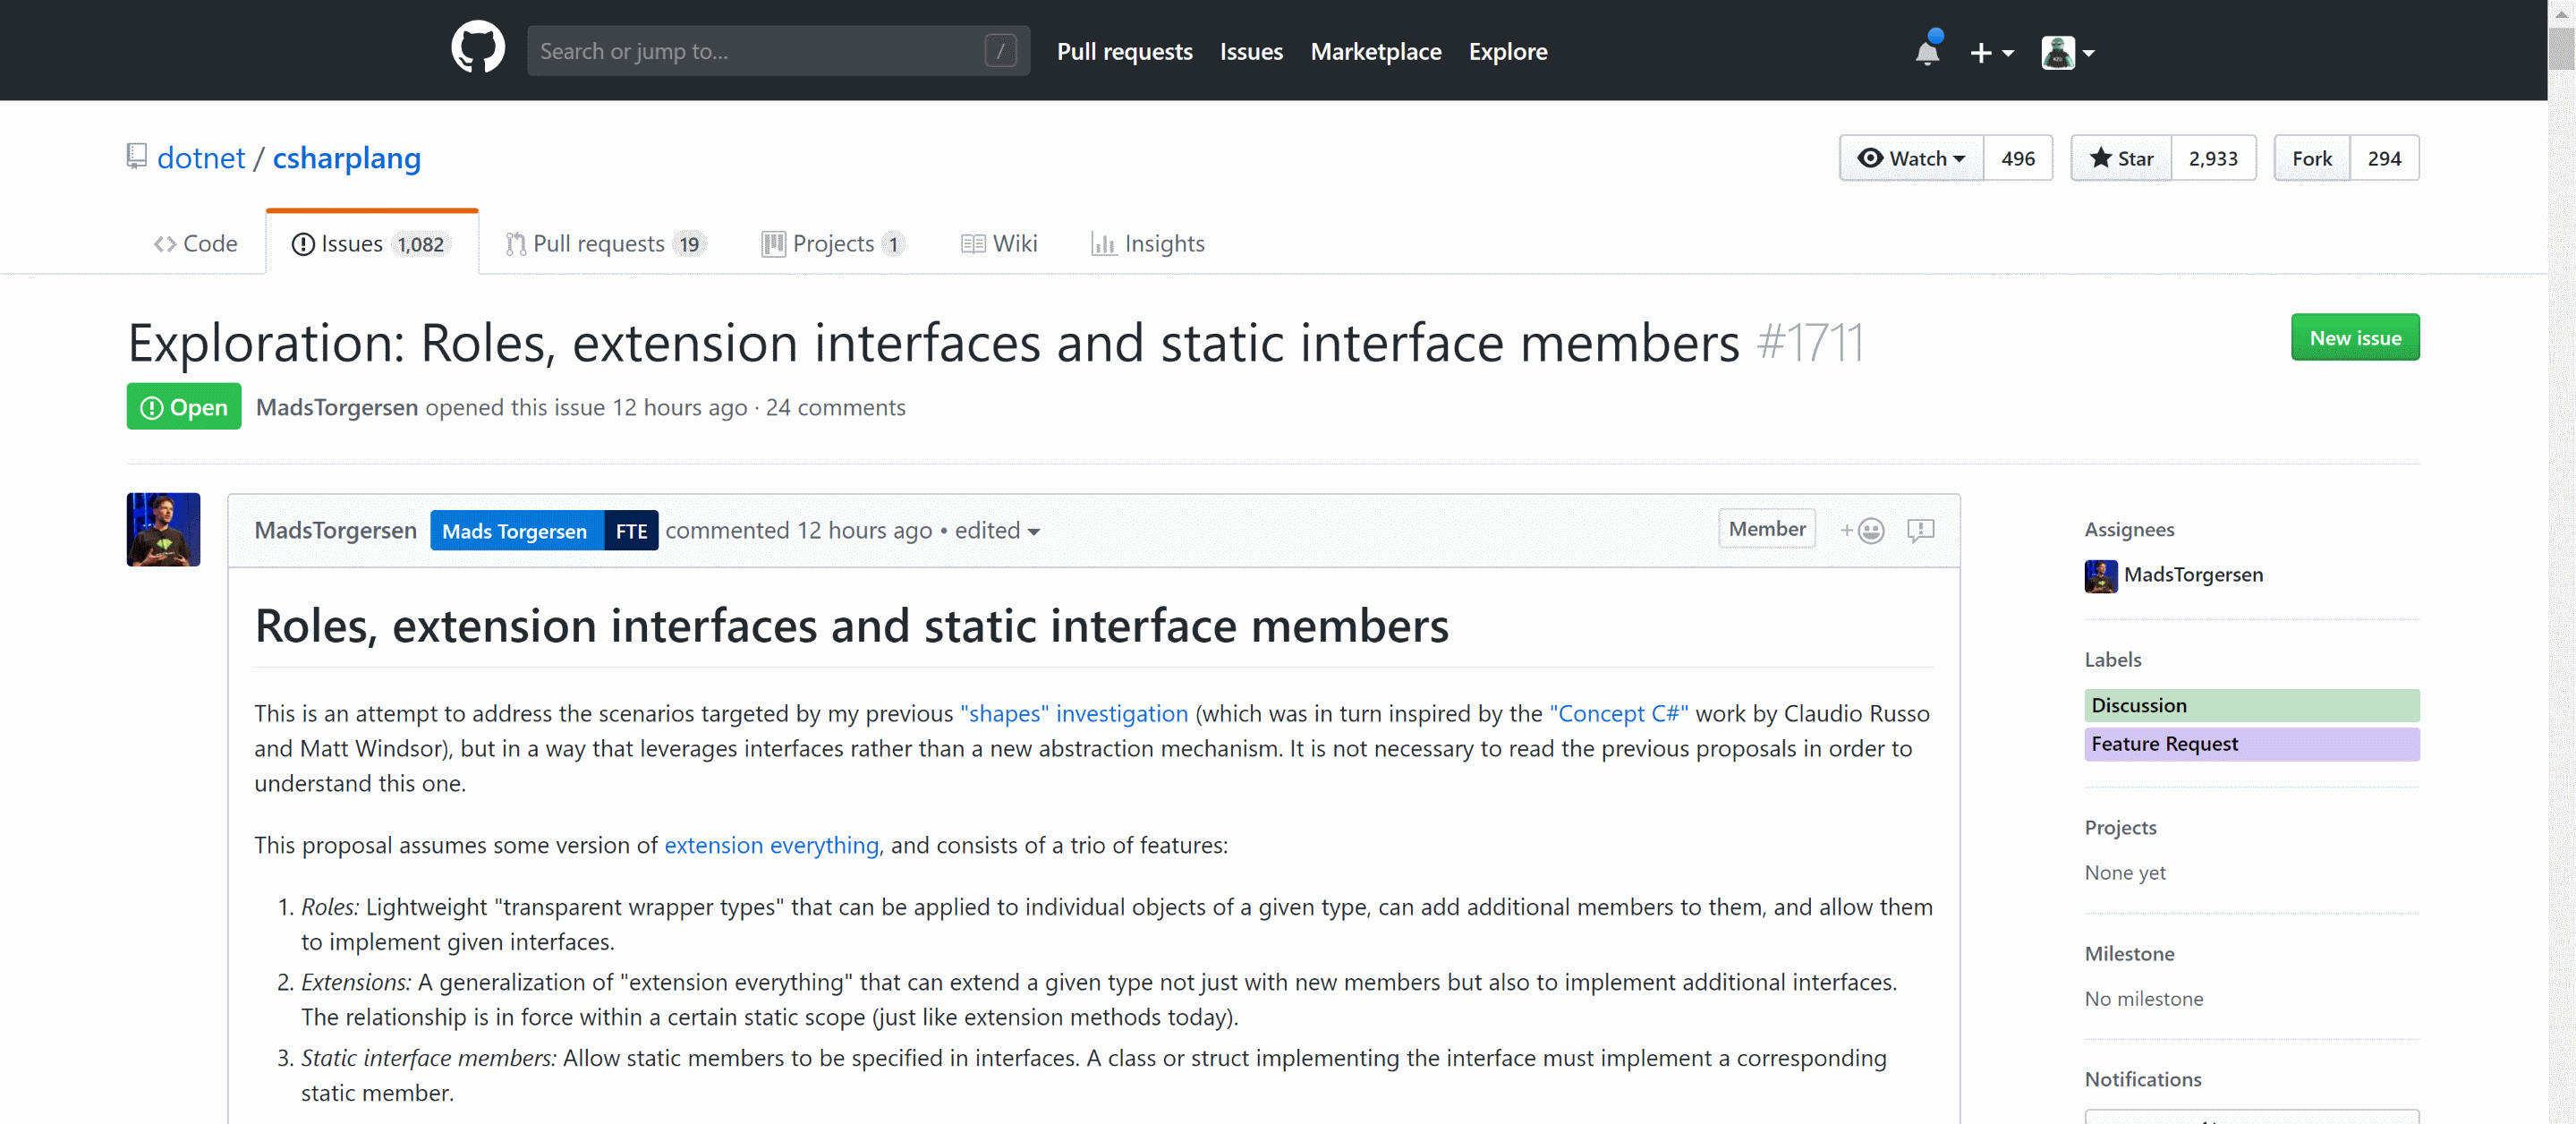 Search or jump to... /
Pull requests Issues Marketplace Explore
dotnet / csharplang
Watch 496 Star 2,933 Fork 294
Code Issues 1,082 Pull requests 19 Projects 1 Wiki Insights
Exploration: Roles, extension interfaces and static interface members #1711
New issue
Open MadsTorgersen opened this issue 12 hours ago · 24 comments
MadsTorgersen Mads Torgersen FTE commented 12 hours ago • edited
Member
Roles, extension interfaces and static interface members
This is an attempt to address the scenarios targeted by my previous "shapes" investigation (which was in turn inspired by the "Concept C#" work by Claudio Russo
and Matt Windsor), but in a way that leverages interfaces rather than a new abstraction mechanism. It is not necessary to read the previous proposals in order to
understand this one.
This proposal assumes some version of extension everything, and consists of a trio of features:
1. Roles: Lightweight "transparent wrapper types" that can be applied to individual objects of a given type, can add additional members to them, and allow them
to implement given interfaces.
2. Extensions: A generalization of "extension everything" that can extend a given type not just with new members but also to implement additional interfaces.
The relationship is in force within a certain static scope (just like extension methods today).
3. Static interface members: Allow static members to be specified in interfaces. A class or struct implementing the interface must implement a corresponding
static member.
Assignees
MadsTorgersen
Labels
Discussion
Feature Request
Projects
None yet
Milestone
No milestone
Notifications